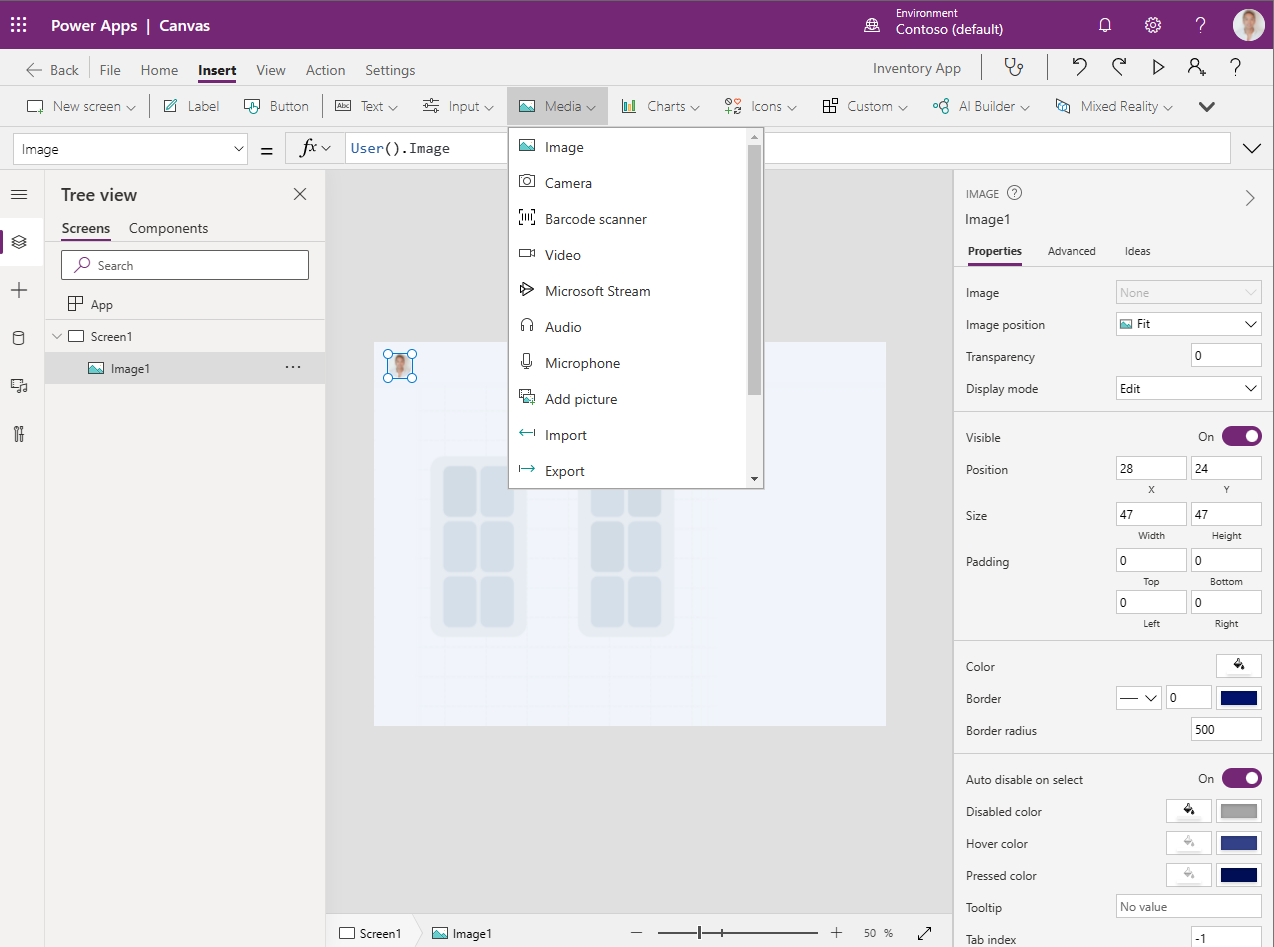 Power Apps | Canvas
Environment
Contoso (default)
Back File Home Insert View Action Settings
Inventory App
New screen Label Button Text Input Media Charts Icons Custom AI Builder Mixed Reality
Image = fx User().Image
Tree view
Screens Components
Search
App
Screen1
Image1
Image
Camera
Barcode scanner
Video
Microsoft Stream
Audio
Microphone
Add picture
Import
Export
IMAGE
Image1
Properties Advanced Ideas
Image None
Image position Fit
Transparency 0
Display mode Edit
Visible On
Position 28 24
X Y
Size 47 47
Width Height
Padding 0 0
Top Bottom
0 0
Left Right
Color
Border 0
Border radius 500
Auto disable on select On
Disabled color
Hover color
Pressed color
Tooltip No value
Tab index -1
Screen1 Image1 50 %